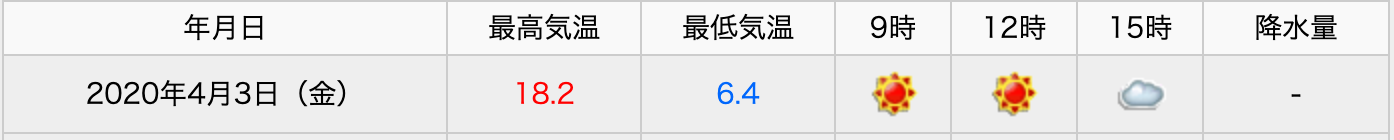 年月日 最高気温 最低気温 9時 12時 15時 降水量
2020年4月3日（金） 18.2 6.4 -